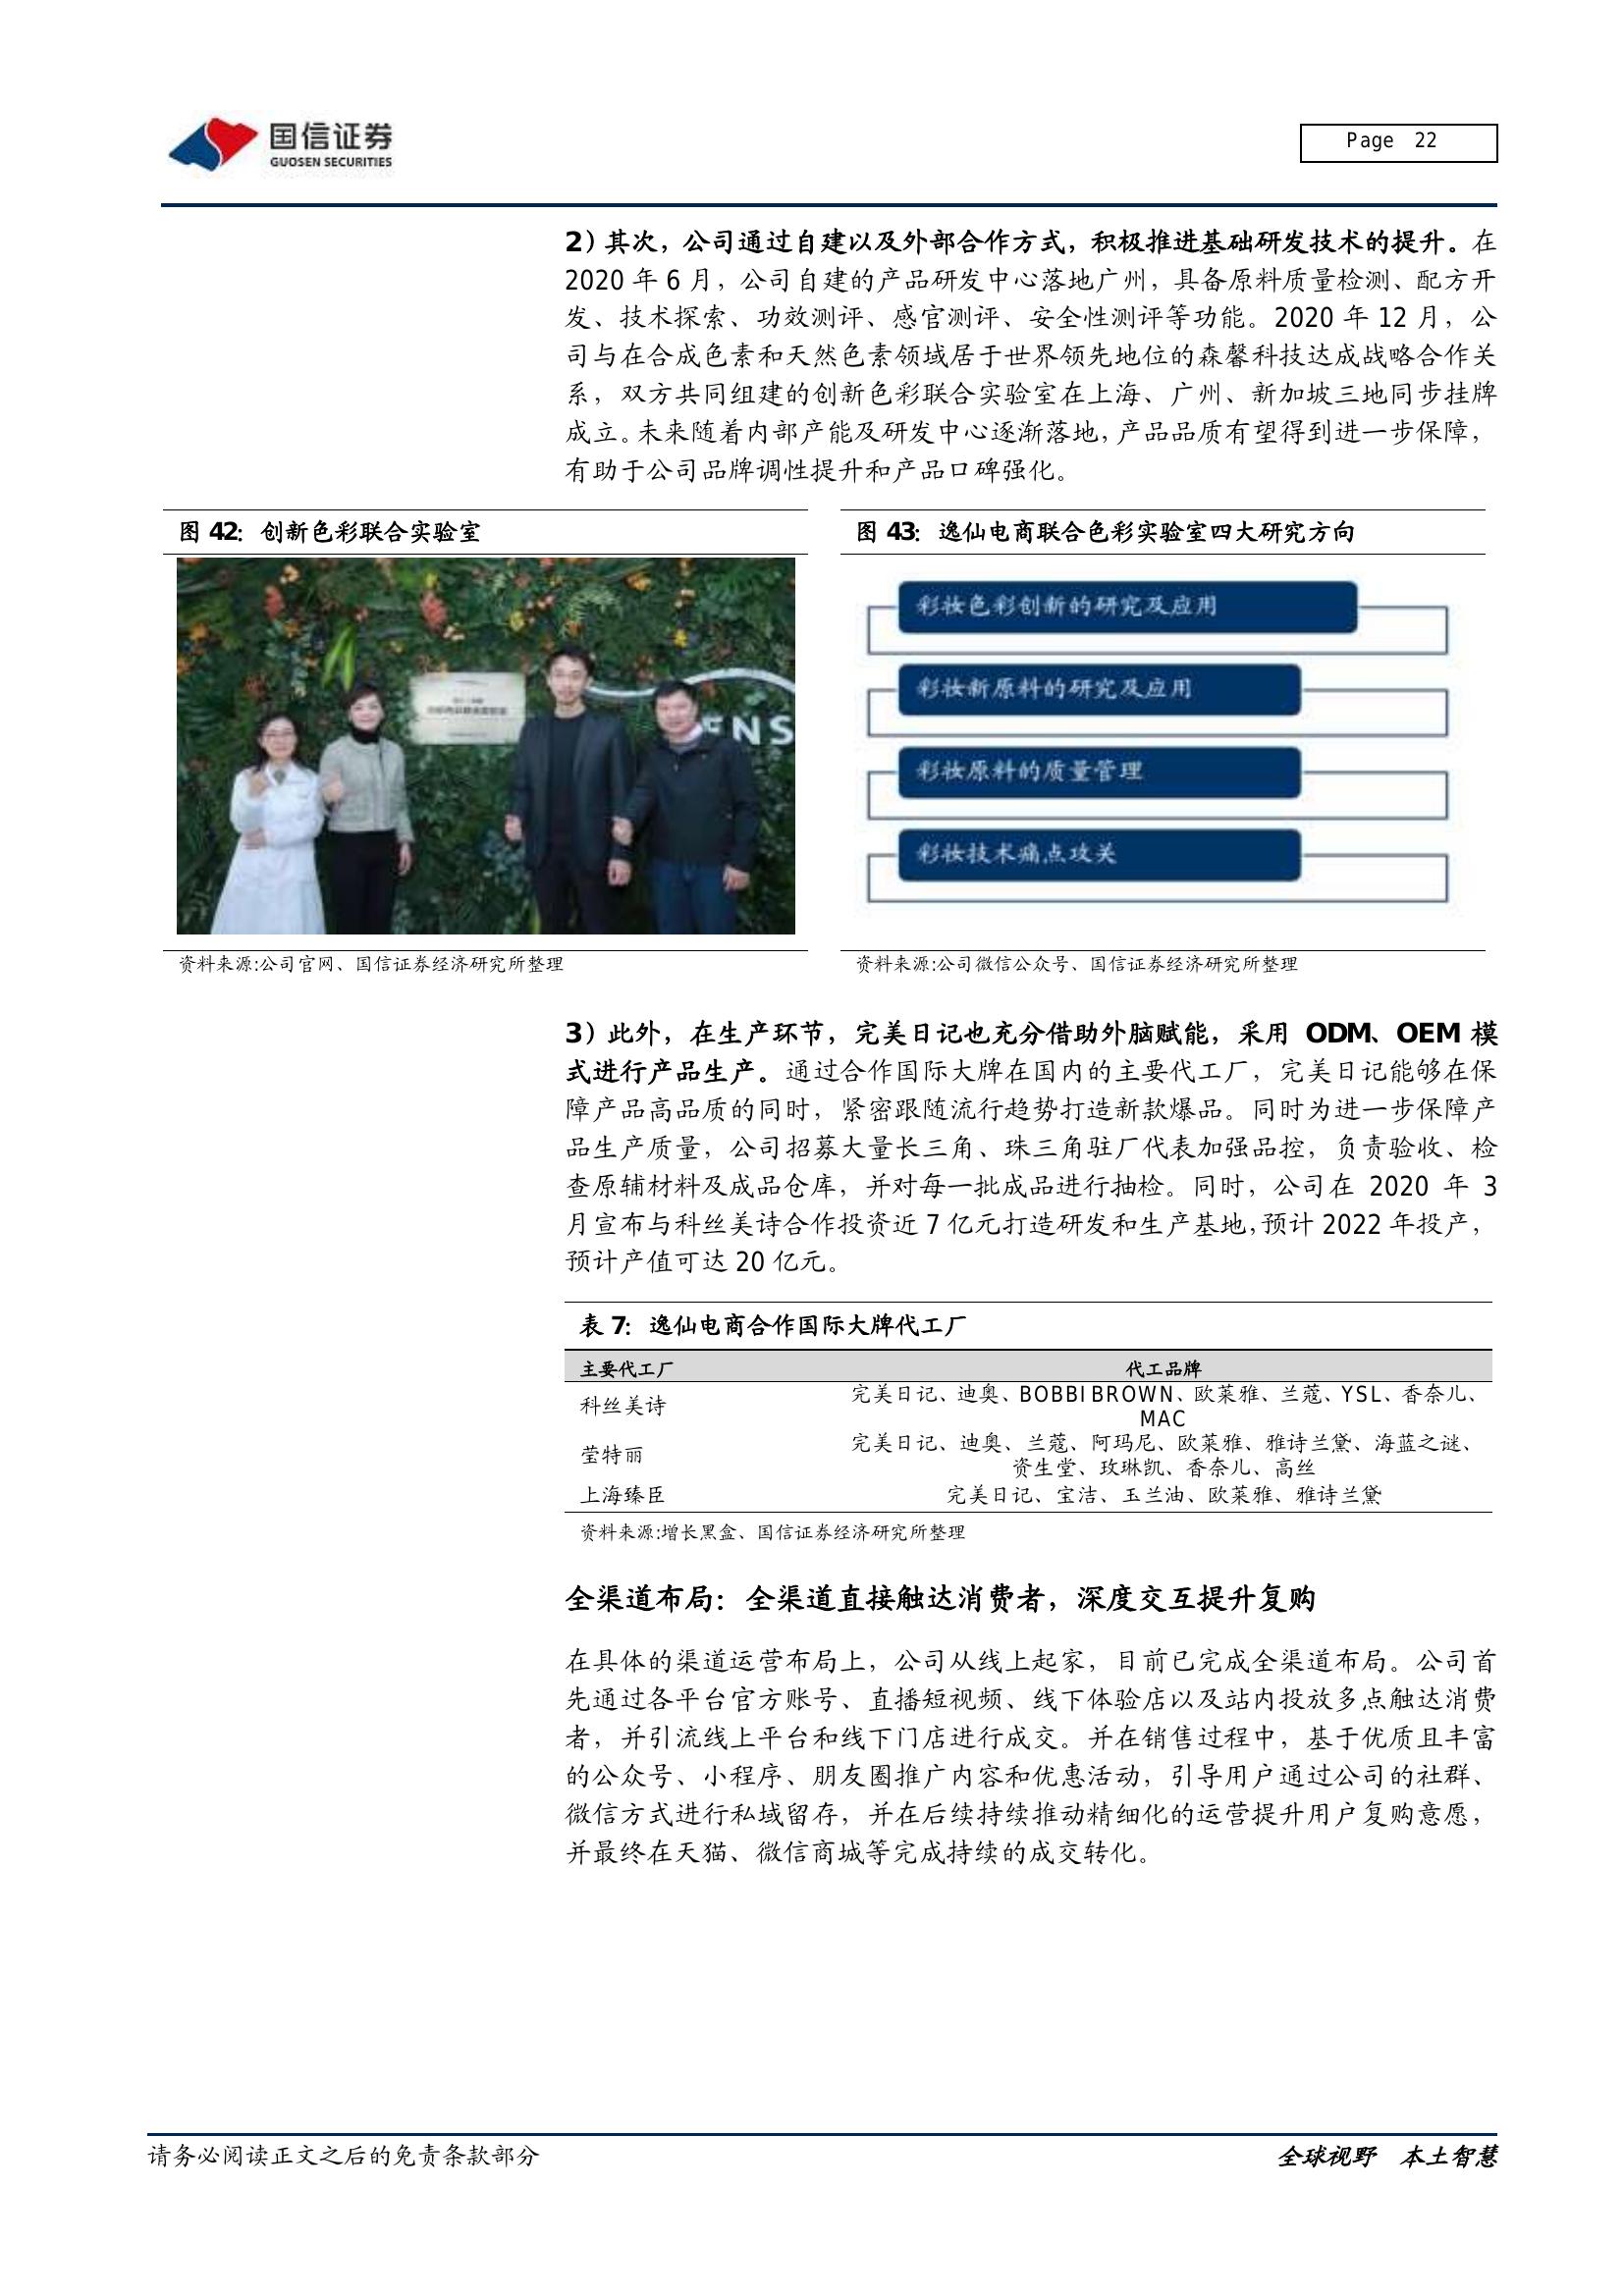 国信证券
GUOSEN SECURITIES
Page 22
2）其次，公司通过自建以及外部合作方式，积极推进基础研发技术的提升。在
2020 年 6 月，公司自建的产品研发中心落地广州，具备原料质量检测、配方开
发、技术探索、功效测评、感官测评、安全性测评等功能。2020 年 12 月，公
司与在合成色素和天然色素领域居于世界领先地位的森馨科技达成战略合作关
系，双方共同组建的创新色彩联合实验室在上海、广州、新加坡三地同步挂牌
成立。未来随着内部产能及研发中心逐渐落地，产品品质有望得到进一步保障，
有助于公司品牌调性提升和产品口碑强化。
图 42：创新色彩联合实验室
ENS
资料来源:公司官网、国信证券经济研究所整理
图 43：逸仙电商联合色彩实验室四大研究方向
彩妆色彩创新的研究及应用
彩妆新原料的研究及应用
彩妆原料的质量管理
彩妆技术痛点攻关
资料来源:公司微信公众号、国信证券经济研究所整理
3）此外，在生产环节，完美日记也充分借助外脑赋能，采用 ODM、OEM 模
式进行产品生产。通过合作国际大牌在国内的主要代工厂，完美日记能够在保
障产品高品质的同时，紧密跟随流行趋势打造新款爆品。同时为进一步保障产
品生产质量，公司招募大量长三角、珠三角驻厂代表加强品控，负责验收、检
查原辅材料及成品仓库，并对每一批成品进行抽检。同时，公司在 2020 年 3
月宣布与科丝美诗合作投资近 7 亿元打造研发和生产基地，预计 2022 年投产，
预计产值可达 20 亿元。
表 7：逸仙电商合作国际大牌代工厂
主要代工厂 代工品牌
科丝美诗 完美日记、迪奥、BOBBI BROWN、欧莱雅、兰蔻、YSL、香奈儿、
MAC
莹特丽 完美日记、迪奥、兰蔻、阿玛尼、欧莱雅、雅诗兰黛、海蓝之谜、
资生堂、玫琳凯、香奈儿、高丝
上海臻臣 完美日记、宝洁、玉兰油、欧莱雅、雅诗兰黛
资料来源:增长黑盒、国信证券经济研究所整理
全渠道布局：全渠道直接触达消费者，深度交互提升复购
在具体的渠道运营布局上，公司从线上起家，目前已完成全渠道布局。公司首
先通过各平台官方账号、直播短视频、线下体验店以及站内投放多点触达消费
者，并引流线上平台和线下门店进行成交。并在销售过程中，基于优质且丰富
的公众号、小程序、朋友圈推广内容和优惠活动，引导用户通过公司的社群、
微信方式进行私域留存，并在后续持续推动精细化的运营提升用户复购意愿，
并最终在天猫、微信商城等完成持续的成交转化。
请务必阅读正文之后的免责条款部分
全球视野 本土智慧